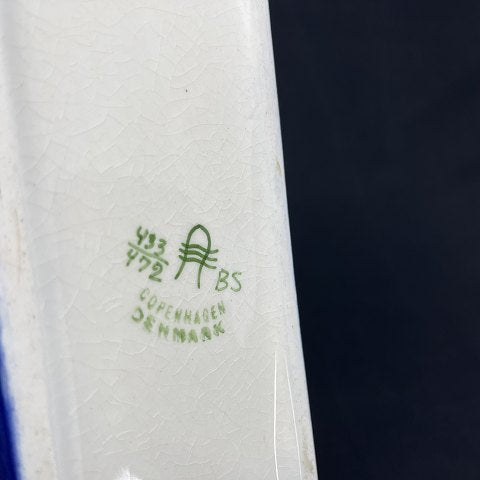 433
472
BS
COPENHAGEN
DENMARK